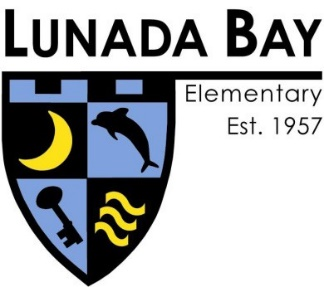 LUNADA BAY
Elementary
Est. 1957